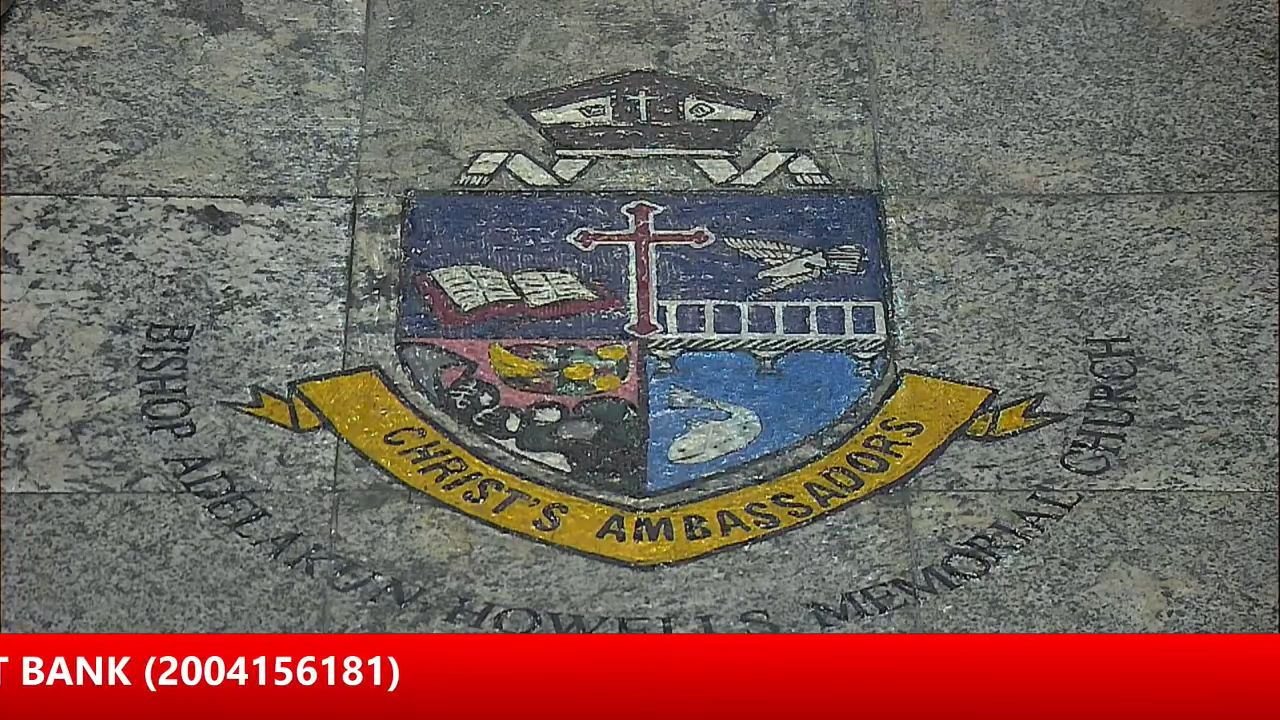 CHRIST'S AMBASSADORS
BISHOP ADELAKUN HOWELLS MEMORIAL CHURCH
T BANK (2004156181)